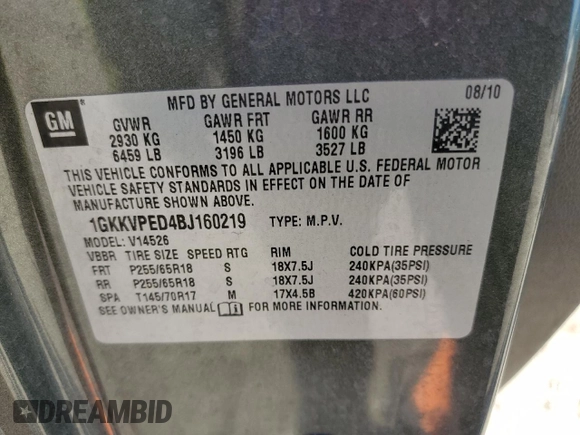 MFD BY GENERAL MOTORS LLC 08/10
GM
GVWR GAWR FRT GAWR RR
2930 KG 1450 KG 1600 KG
6459 LB 3196 LB 3527 LB
THIS VEHICLE CONFORMS TO ALL APPLICABLE U.S. FEDERAL MOTOR
VEHICLE SAFETY STANDARDS IN EFFECT ON THE DATE OF
MANUFACTURE SHOWN ABOVE.
1GKKVPED4BJ160219 TYPE: M.P.V.
MODEL: V14526
VBBR TIRE SIZE SPEED RTG RIM COLD TIRE PRESSURE
FRT P255/65R18 S 18X7.5J 240KPA(35PSI)
RR P255/65R18 S 18X7.5J 240KPA(35PSI)
SPA T145/70R17 M 17X4.5B 420KPA(60PSI)
SEE OWNER'S MANUAL FOR MORE INFORMATION
DREAMBID